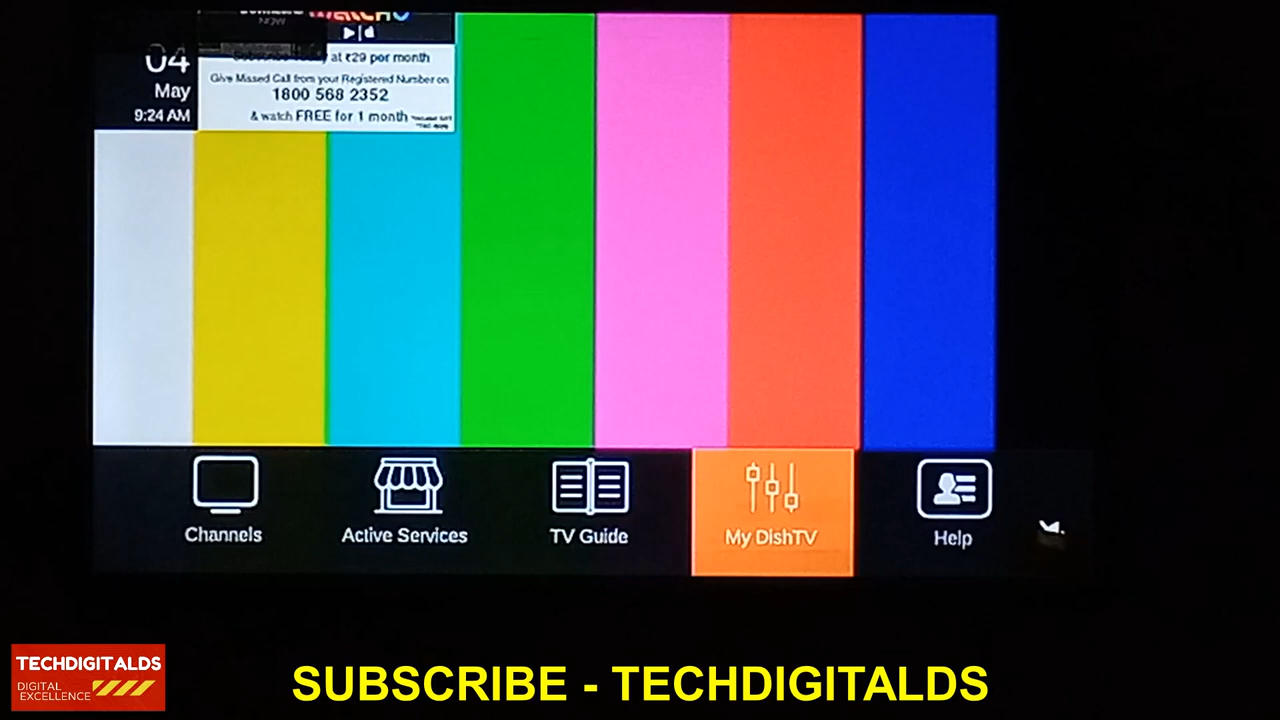 WATCHO
04
May
9:24 AM
at ₹29 per month
Give Missed Call from your Registered Number on
1800 568 2352
& watch FREE for 1 month
Channels
Active Services
TV Guide
My DishTV
Help
TECHDIGITALDS
DIGITAL
EXCELLENCE
SUBSCRIBE - TECHDIGITALDS